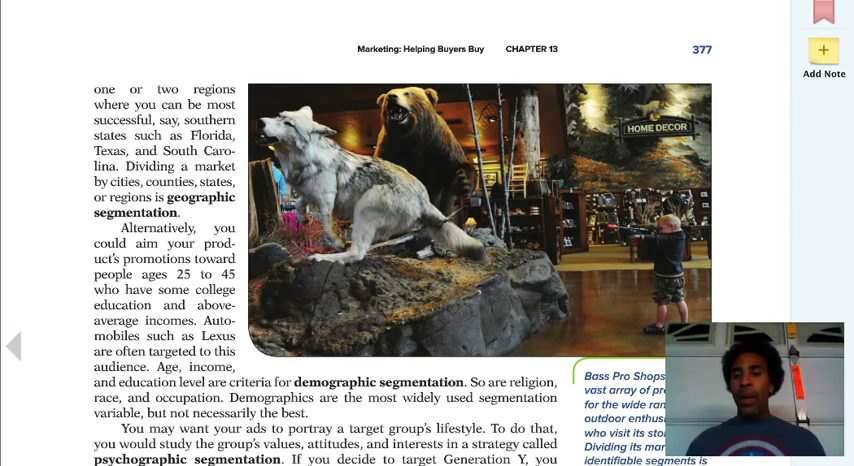 Marketing: Helping Buyers Buy CHAPTER 13 377
Add Note
one or two regions
where you can be most
successful, say, southern
states such as Florida,
Texas, and South Caro-
lina. Dividing a market
by cities, counties, states,
or regions is geographic
segmentation.
Alternatively, you
could aim your prod-
uct's promotions toward
people ages 25 to 45
who have some college
education and above-
average incomes. Auto-
mobiles such as Lexus
are often targeted to this
audience. Age, income,
and education level are criteria for demographic segmentation. So are religion,
race, and occupation. Demographics are the most widely used segmentation
variable, but not necessarily the best.
You may want your ads to portray a target group's lifestyle. To do that,
you would study the group's values, attitudes, and interests in a strategy called
psychographic segmentation. If you decide to target Generation Y, you
HOME DECOR
Bass Pro Shops
vast array of
for the wide
outdoor
who visit its
Dividing its
identifiable segments is